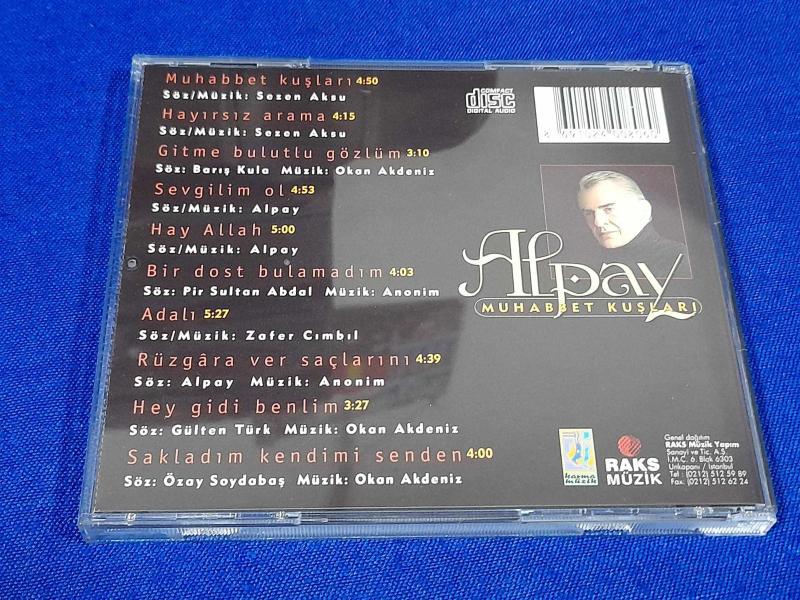 Muhabbet kuşları 4:50
Söz/Müzik: Sezen Aksu
Hayırsız arama 4:15
Söz/Müzik: Sezen Aksu
Gitme bulutlu gözlüm 3:10
Söz: Barış Kula Müzik: Okan Akdeniz
Sevgilim ol 4:53
Söz/Müzik: Alpay
Hay Allah 5:00
Söz/Müzik: Alpay
Bir dost bulamadım 4:03
Söz: Pir Sultan Abdal Müzik: Anonim
Adalı 5:27
Söz/Müzik: Zafer Cımbıl
Rüzgâra ver saçlarını 4:39
Söz: Alpay Müzik: Anonim
Hey gidi benlim 3:27
Söz: Gülten Türk Müzik: Okan Akdeniz
Sakladım kendimi senden 4:00
Söz: Özay Soydabaş Müzik: Okan Akdeniz
COMPACT
disc
DIGITAL AUDIO
Alpay
MUHABBET KUŞLARI
karma
müzik
RAKS
MÜZİK
Genel dağıtım
RAKS Müzik Yapım
Sanayi ve Tic. A.Ş.
İ.M.C. 6. Blok 6303
Unkapanı / İstanbul
Tel : (0212) 512 59 89
Fax: (0212) 512 62 24